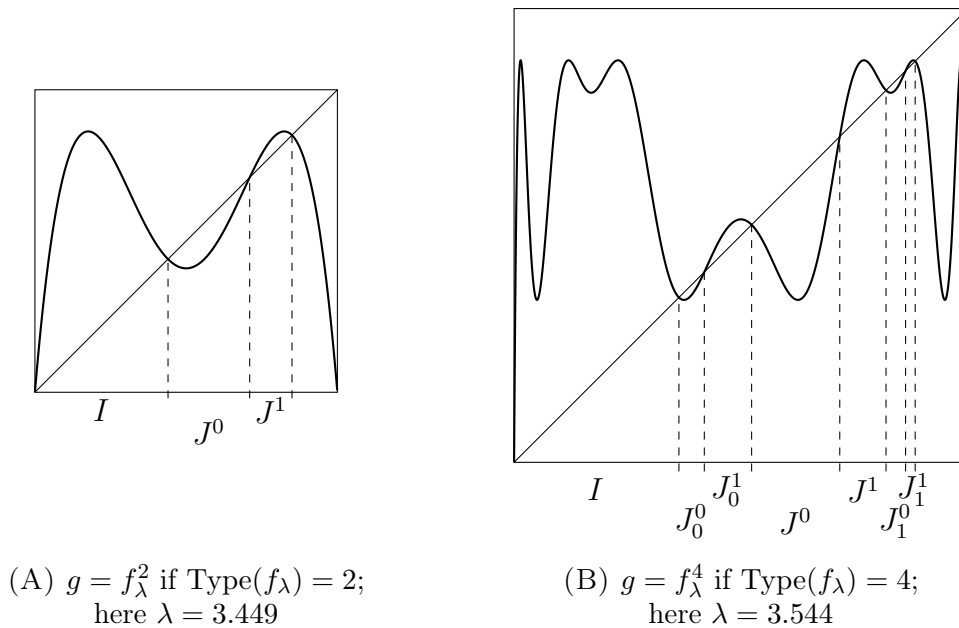 I
J^0
J^1
I
J_0^0
J_0^1
J^0
J^1
J_1^0
J_1^1
(A) g = f_λ^2 if Type(f_λ) = 2;
here λ = 3.449
(B) g = f_λ^4 if Type(f_λ) = 4;
here λ = 3.544